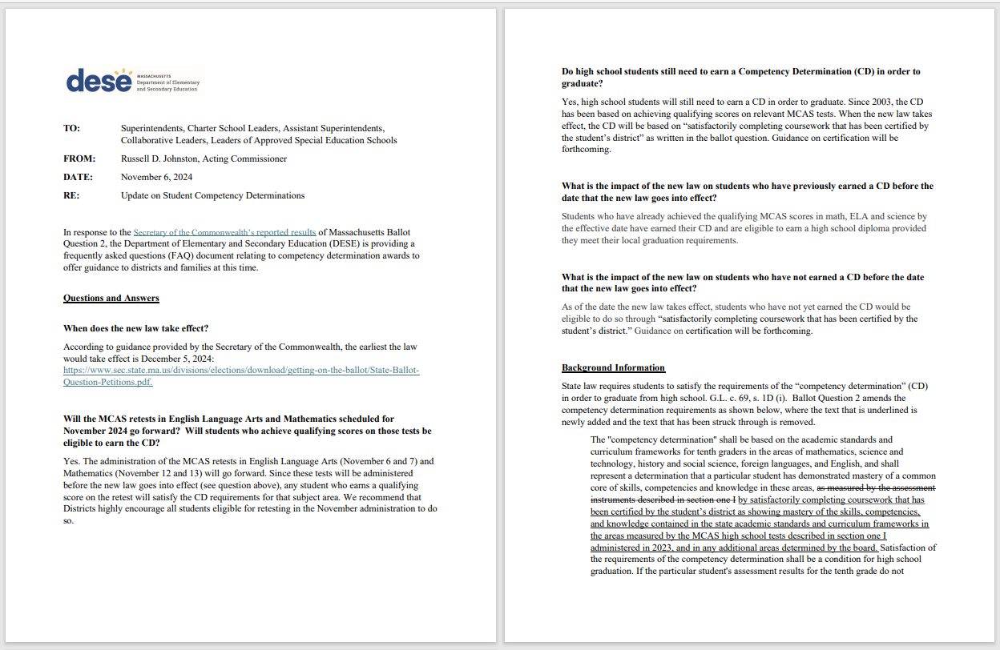 dese MASSACHUSETTS
Department of Elementary
and Secondary Education
TO: Superintendents, Charter School Leaders, Assistant Superintendents,
Collaborative Leaders, Leaders of Approved Special Education Schools
FROM: Russell D. Johnston, Acting Commissioner
DATE: November 6, 2024
RE: Update on Student Competency Determinations
In response to the Secretary of the Commonwealth's reported results of Massachusetts Ballot
Question 2, the Department of Elementary and Secondary Education (DESE) is providing a
frequently asked questions (FAQ) document relating to competency determination awards to
offer guidance to districts and families at this time.
Questions and Answers
When does the new law take effect?
According to guidance provided by the Secretary of the Commonwealth, the earliest the law
would take effect is December 5, 2024:
https://www.sec.state.ma.us/divisions/elections/download/getting-on-the-ballot/State-Ballot-
Question-Petitions.pdf.
Will the MCAS retests in English Language Arts and Mathematics scheduled for
November 2024 go forward?  Will students who achieve qualifying scores on those tests be
eligible to earn the CD?
Yes. The administration of the MCAS retests in English Language Arts (November 6 and 7) and
Mathematics (November 12 and 13) will go forward. Since these tests will be administered
before the new law goes into effect (see question above), any student who earns a qualifying
score on the retest will satisfy the CD requirements for that subject area. We recommend that
Districts highly encourage all students eligible for retesting in the November administration to do
so.
Do high school students still need to earn a Competency Determination (CD) in order to
graduate?
Yes, high school students will still need to earn a CD in order to graduate. Since 2003, the CD
has been based on achieving qualifying scores on relevant MCAS tests. When the new law takes
effect, the CD will be based on “satisfactorily completing coursework that has been certified by
the student’s district” as written in the ballot question. Guidance on certification will be
forthcoming.
What is the impact of the new law on students who have previously earned a CD before the
date that the new law goes into effect?
Students who have already achieved the qualifying MCAS scores in math, ELA and science by
the effective date have earned their CD and are eligible to earn a high school diploma provided
they meet their local graduation requirements.
What is the impact of the new law on students who have not earned a CD before the date
that the new law goes into effect?
As of the date the new law takes effect, students who have not yet earned the CD would be
eligible to do so through “satisfactorily completing coursework that has been certified by the
student’s district.” Guidance on certification will be forthcoming.
Background Information
State law requires students to satisfy the requirements of the “competency determination” (CD)
in order to graduate from high school. G.L. c. 69, s. 1D (i).  Ballot Question 2 amends the
competency determination requirements as shown below, where the text that is underlined is
newly added and the text that has been struck through is removed.
The "competency determination" shall be based on the academic standards and
curriculum frameworks for tenth graders in the areas of mathematics, science and
technology, history and social science, foreign languages, and English, and shall
represent a determination that a particular student has demonstrated mastery of a common
core of skills, competencies and knowledge in these areas, as measured by the assessment
instruments described in section one I by satisfactorily completing coursework that has
been certified by the student’s district as showing mastery of the skills, competencies,
and knowledge contained in the state academic standards and curriculum frameworks in
the areas measured by the MCAS high school tests described in section one I
administered in 2023, and in any additional areas determined by the board. Satisfaction of
the requirements of the competency determination shall be a condition for high school
graduation. If the particular student's assessment results for the tenth grade do not